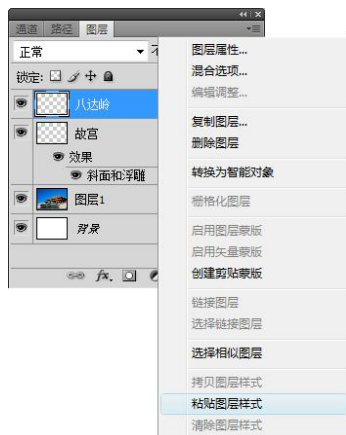 通道 路径 图层
正常
锁定:
八达岭
故宫
效果
斜面和浮雕
图层1
背景
fx.
图层属性...
混合选项...
编辑调整...
复制图层...
删除图层
转换为智能对象
栅格化图层
启用图层蒙版
启用矢量蒙版
创建剪贴蒙版
链接图层
选择链接图层
选择相似图层
拷贝图层样式
粘贴图层样式
清除图层样式